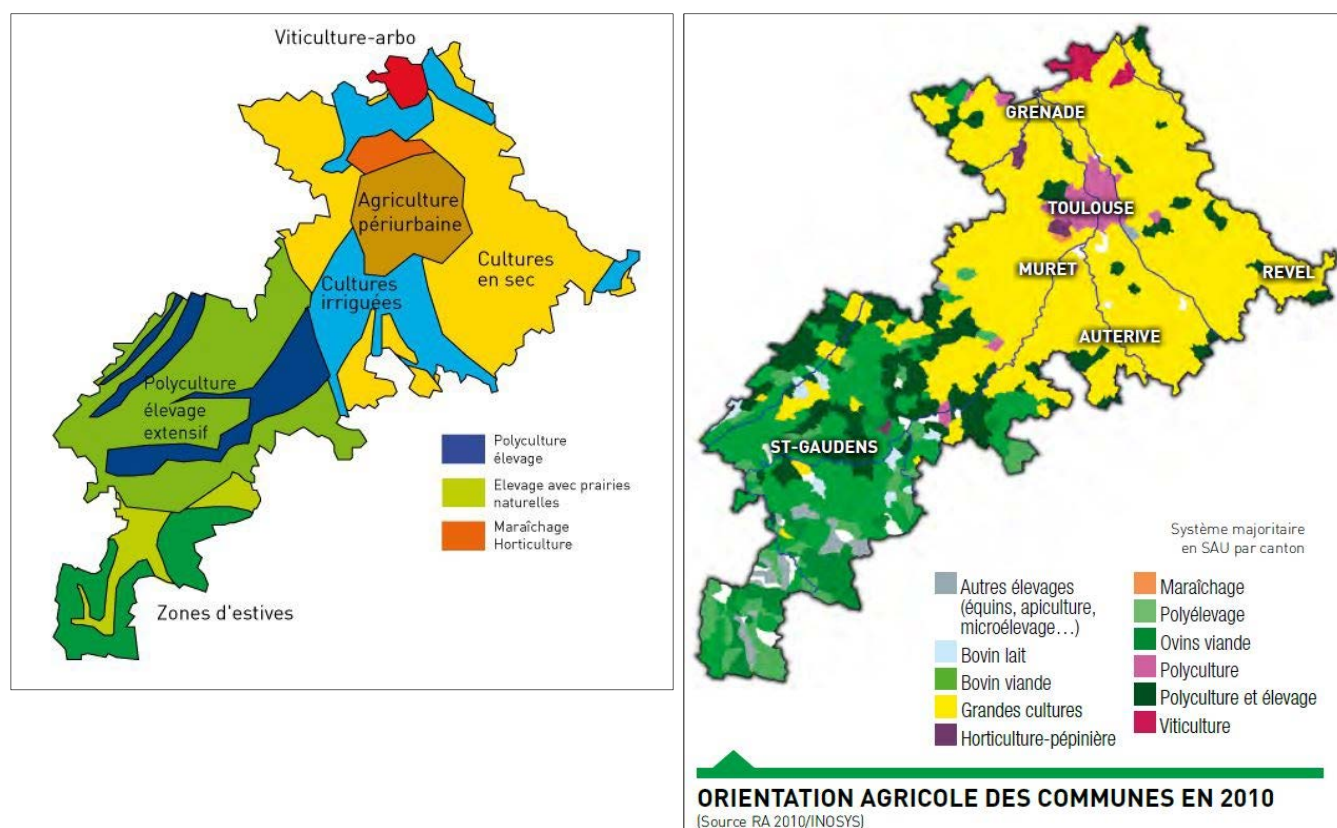 Viticulture-arbo
Agriculture
périurbaine
Cultures
en sec
Cultures
irriguées
Polyculture
élevage
extensif
Polyculture
élevage
Elevage avec prairies
naturelles
Maraîchage
Horticulture
Zones d'estives
GRENADE
TOULOUSE
MURET
REVEL
AUTERIVE
ST-GAUDENS
Système majoritaire
en SAU par canton
Autres élevages
(équins, apiculture,
microélevage...)
Bovin lait
Bovin viande
Grandes cultures
Horticulture-pépinière
Maraîchage
Polyélevage
Ovins viande
Polyculture
Polyculture et élevage
Viticulture
ORIENTATION AGRICOLE DES COMMUNES EN 2010
(Source RA 2010/INOSYS)